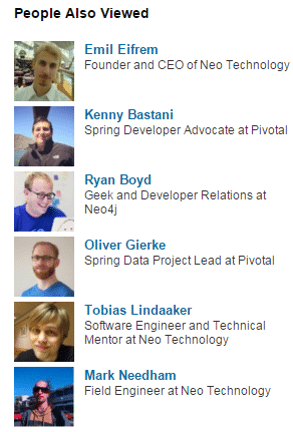 People Also Viewed
Emil Eifrem
Founder and CEO of Neo Technology
Kenny Bastani
Spring Developer Advocate at Pivotal
Ryan Boyd
Geek and Developer Relations at
Neo4j
Oliver Gierke
Spring Data Project Lead at Pivotal
Tobias Lindaaker
Software Engineer and Technical
Mentor at Neo Technology
Mark Needham
Field Engineer at Neo Technology